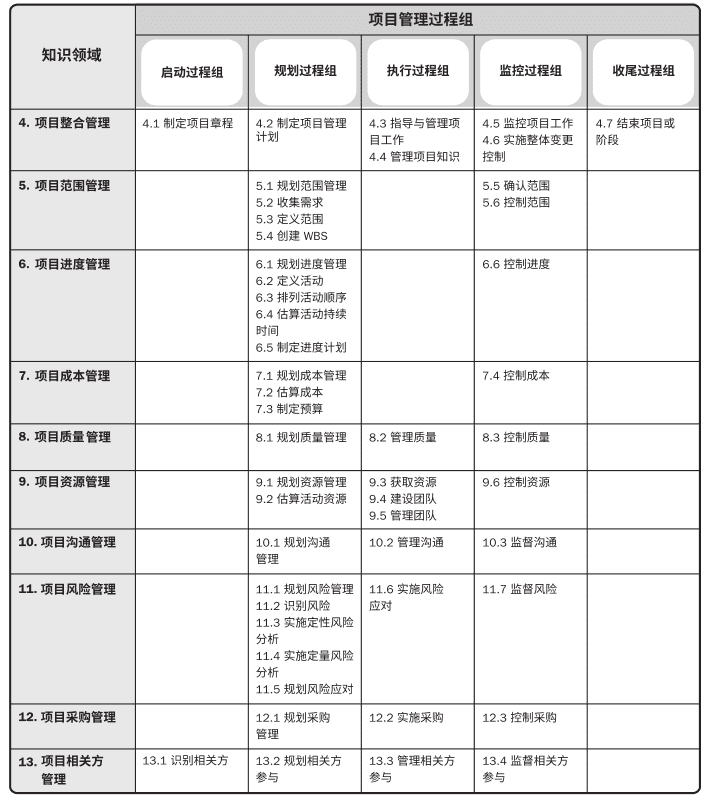 项目管理过程组
知识领域
启动过程组
规划过程组
执行过程组
监控过程组
收尾过程组
4. 项目整合管理
4.1 制定项目章程
4.2 制定项目管理
计划
4.3 指导与管理项
目工作
4.4 管理项目知识
4.5 监控项目工作
4.6 实施整体变更
控制
4.7 结束项目或
阶段
5. 项目范围管理
5.1 规划范围管理
5.2 收集需求
5.3 定义范围
5.4 创建 WBS
5.5 确认范围
5.6 控制范围
6. 项目进度管理
6.1 规划进度管理
6.2 定义活动
6.3 排列活动顺序
6.4 估算活动持续
时间
6.5 制定进度计划
6.6 控制进度
7. 项目成本管理
7.1 规划成本管理
7.2 估算成本
7.3 制定预算
7.4 控制成本
8. 项目质量管理
8.1 规划质量管理
8.2 管理质量
8.3 控制质量
9. 项目资源管理
9.1 规划资源管理
9.2 估算活动资源
9.3 获取资源
9.4 建设团队
9.5 管理团队
9.6 控制资源
10. 项目沟通管理
10.1 规划沟通
管理
10.2 管理沟通
10.3 监督沟通
11. 项目风险管理
11.1 规划风险管理
11.2 识别风险
11.3 实施定性风险
分析
11.4 实施定量风险
分析
11.5 规划风险应对
11.6 实施风险
应对
11.7 监督风险
12. 项目采购管理
12.1 规划采购
管理
12.2 实施采购
12.3 控制采购
13. 项目相关方
管理
13.1 识别相关方
13.2 规划相关方
参与
13.3 管理相关方
参与
13.4 监督相关方
参与